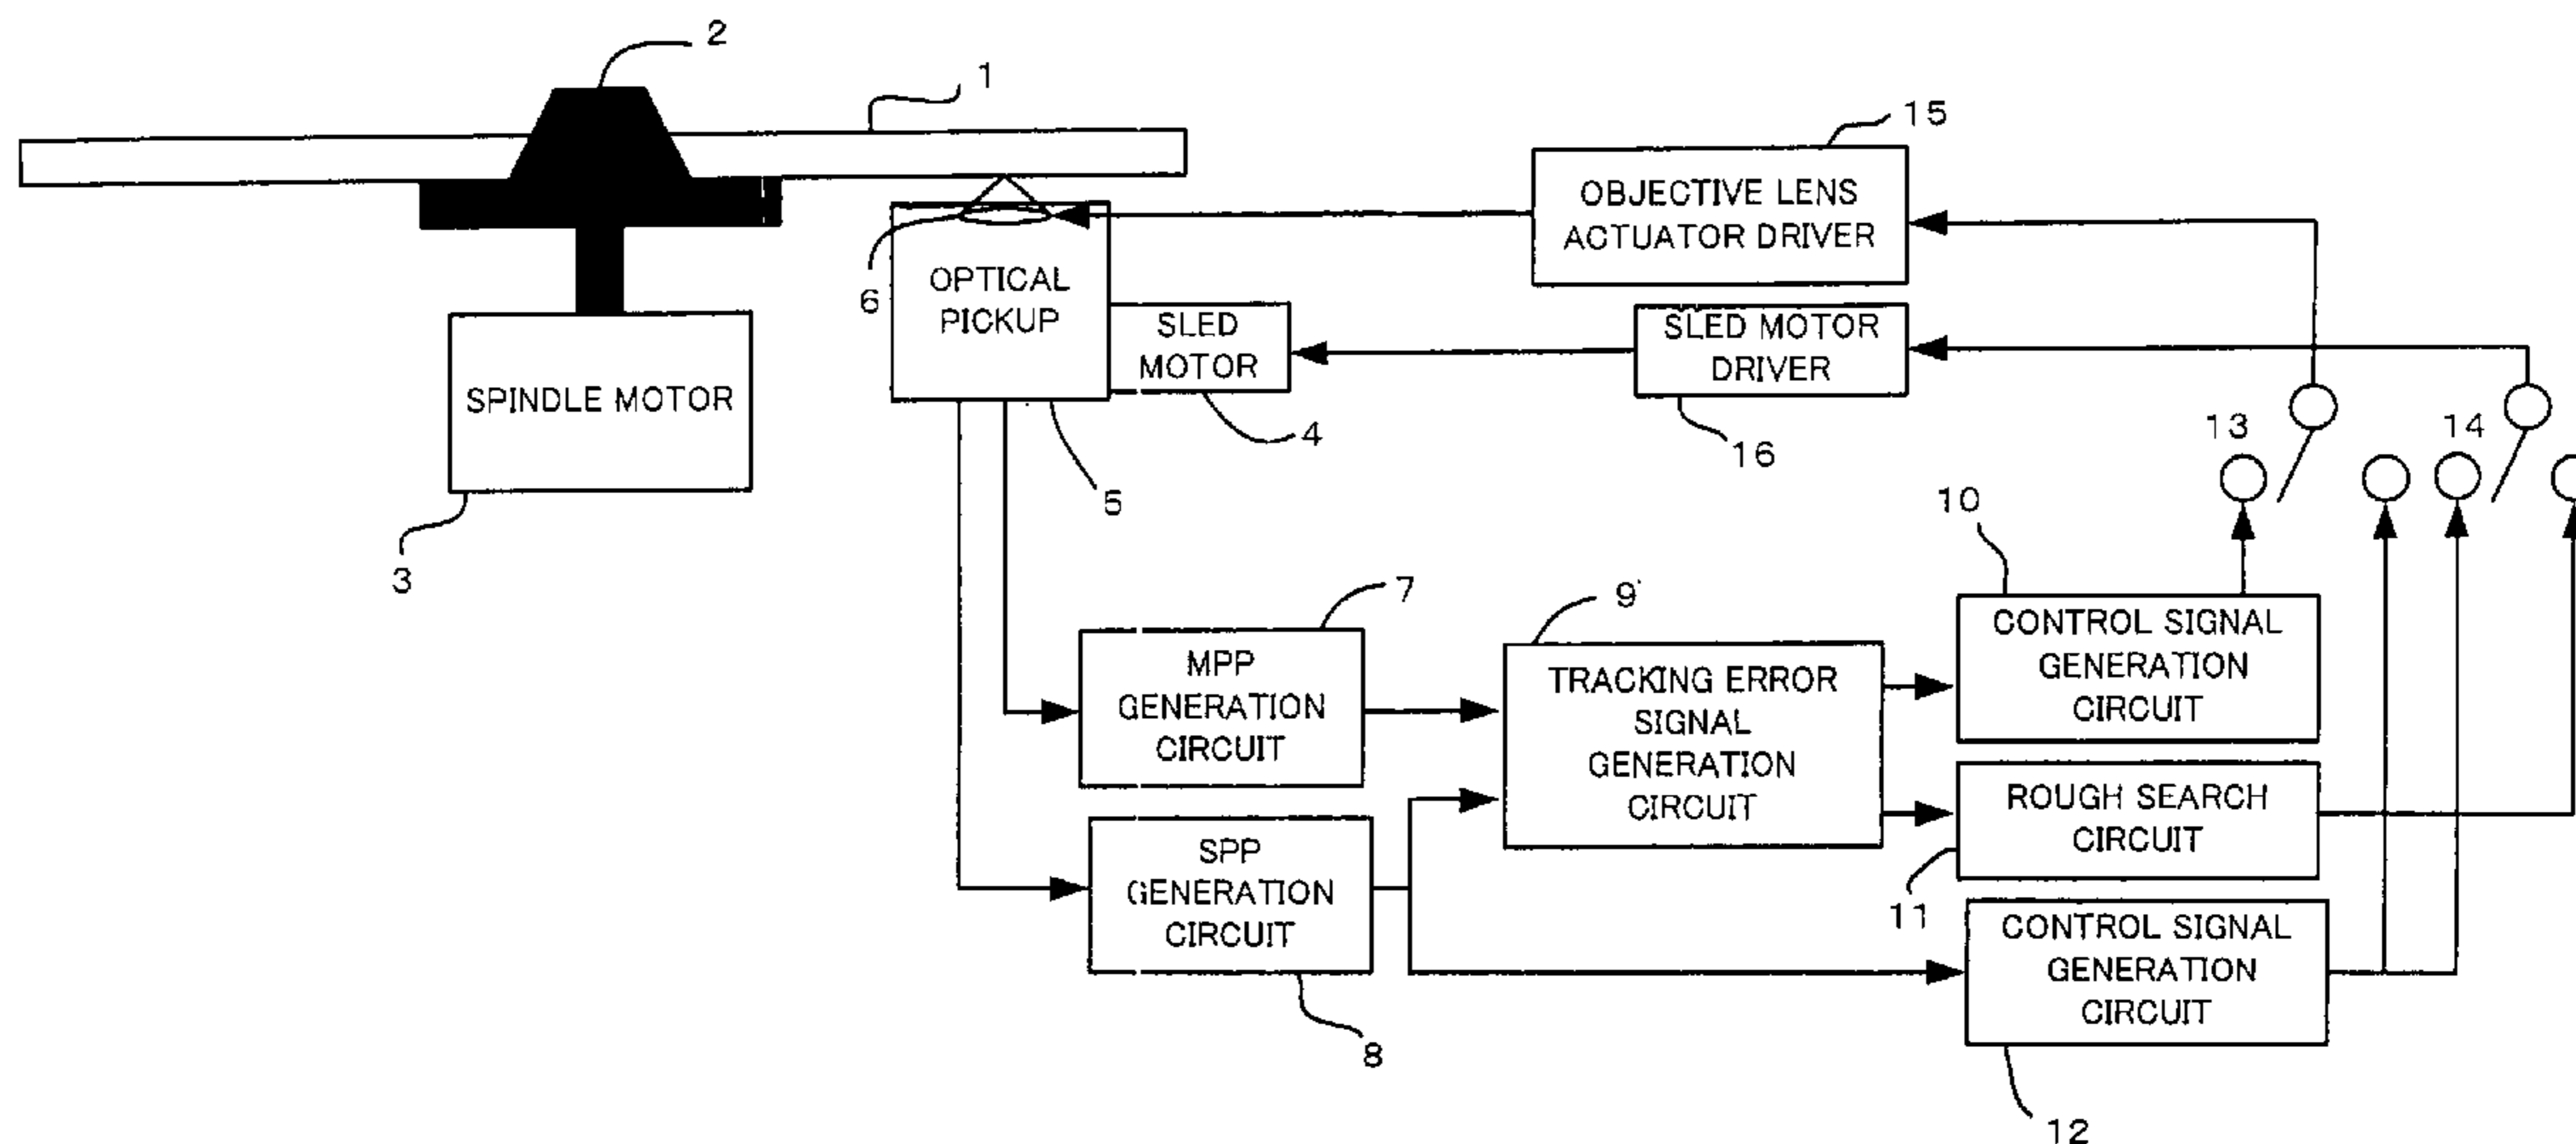 2
1
15
OBJECTIVE LENS
ACTUATOR DRIVER
6
OPTICAL
PICKUP
SLED
MOTOR
SLED MOTOR
DRIVER
SPINDLE MOTOR
4
16
13
14
5
3
10
7
9
CONTROL SIGNAL
GENERATION
CIRCUIT
MPP
GENERATION
CIRCUIT
TRACKING ERROR
SIGNAL
GENERATION
CIRCUIT
ROUGH SEARCH
CIRCUIT
SPP
GENERATION
CIRCUIT
11
CONTROL SIGNAL
GENERATION
CIRCUIT
8
12